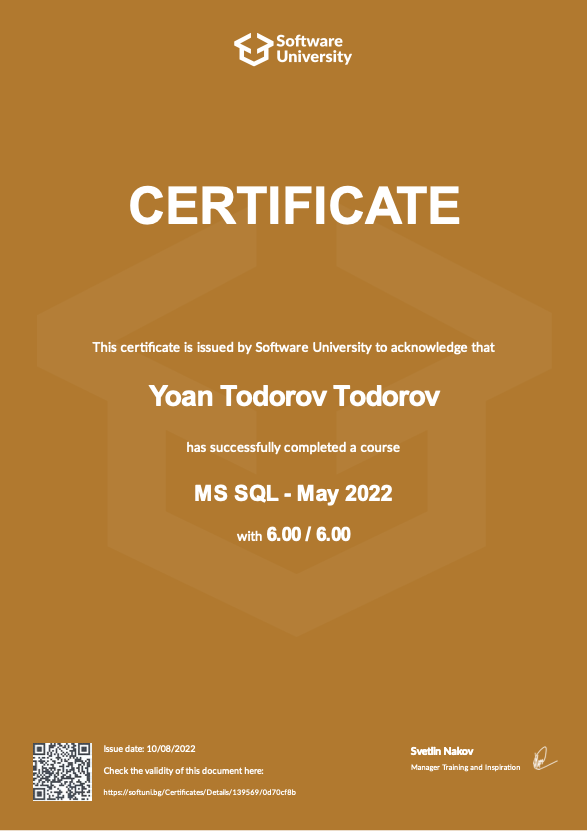 Software
University
CERTIFICATE
This certificate is issued by Software University to acknowledge that
Yoan Todorov Todorov
has successfully completed a course
MS SQL - May 2022
with 6.00 / 6.00
Issue date: 10/08/2022
Check the validity of this document here:
https://softuni.bg/Certificates/Details/139569/0d70cf8b
Svetlin Nakov
Manager Training and Inspiration